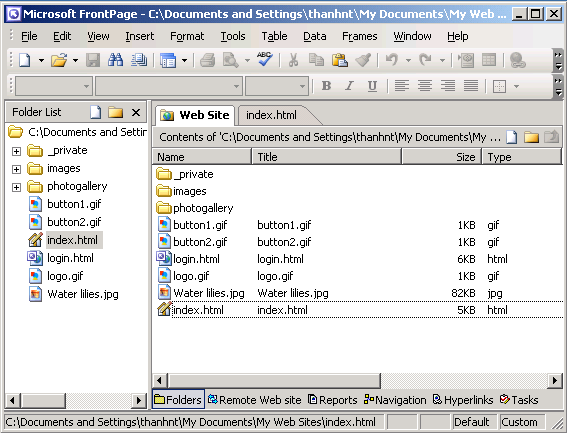 Microsoft FrontPage - C:\Documents and Settings\thanhnt\My Documents\My Web ...
File Edit View Insert Format Tools Table Data Frames Window Help
B I U
Folder List
Web Site index.html
C:\Documents and Settin
Contents of 'C:\Documents and Settings\thanhnt\My Documents\My ...
Name Title Size Type
_private
images
photogallery
button1.gif
button2.gif
index.html
login.html
logo.gif
Water lilies.jpg
_private
images
photogallery
button1.gif button1.gif 1KB gif
button2.gif button2.gif 1KB gif
login.html login.html 6KB html
logo.gif logo.gif 1KB gif
Water lilies.jpg Water lilies.jpg 82KB jpg
index.html index.html 5KB html
Folders Remote Web site Reports Navigation Hyperlinks Tasks
C:\Documents and Settings\thanhnt\My Documents\My Web Sites\index.html Default Custom